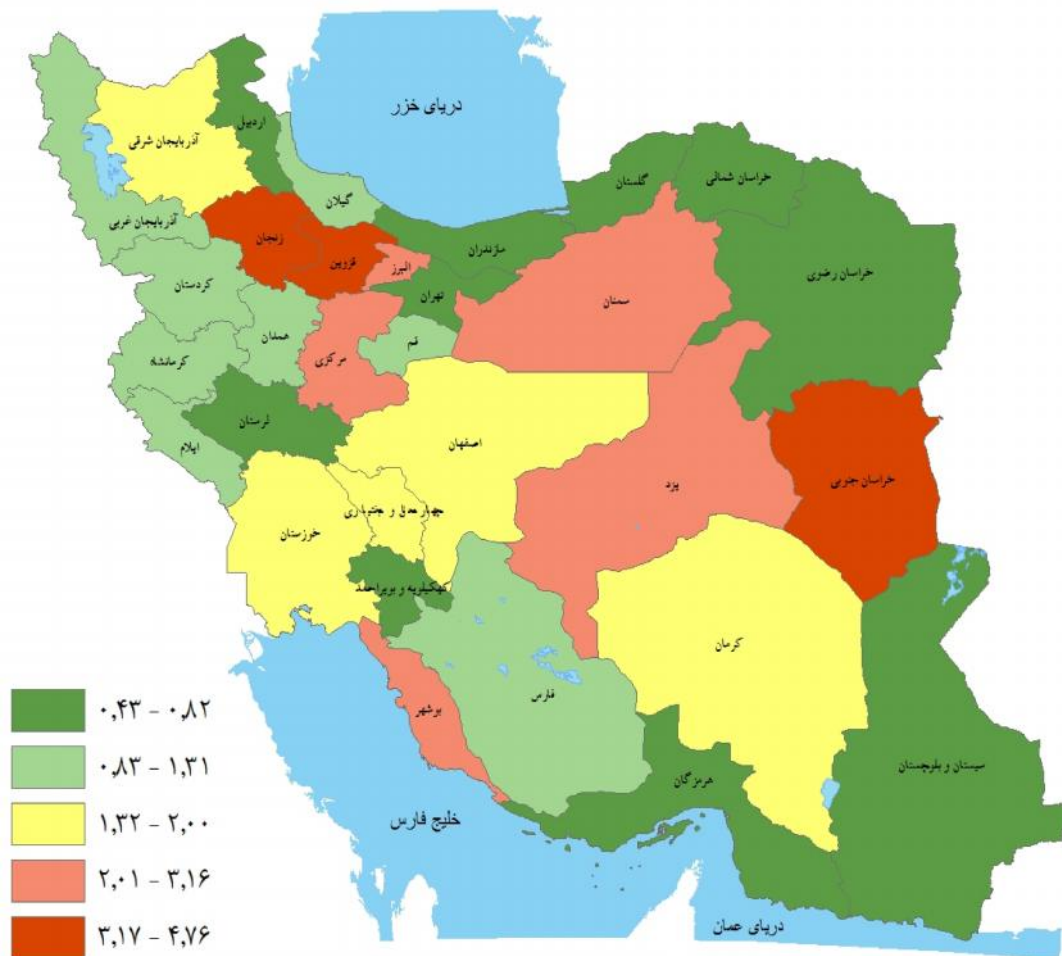 دریای خزر
اردبیل
آذربایجان شرقی
خراسان شمالی
گلستان
گیلان
آذربایجان غربی
زنجان
مازندران
خراسان رضوی
قزوین
البرز
کردستان
تهران
سمنان
همدان
قم
کرمانشاه
مرکزی
لرستان
اصفهان
ایلام
یزد
خراسان جنوبی
چهارمحال و بختیاری
خوزستان
کهگیلویه و بویراحمد
کرمان
فارس
بوشهر
سیستان و بلوچستان
هرمزگان
خلیج فارس
دریای عمان
۰,۴۳ - ۰,۸۲
۰,۸۳ - ۱,۳۱
۱,۳۲ - ۲,۰۰
۲,۰۱ - ۳,۱۶
۳,۱۷ - ۴,۷۶